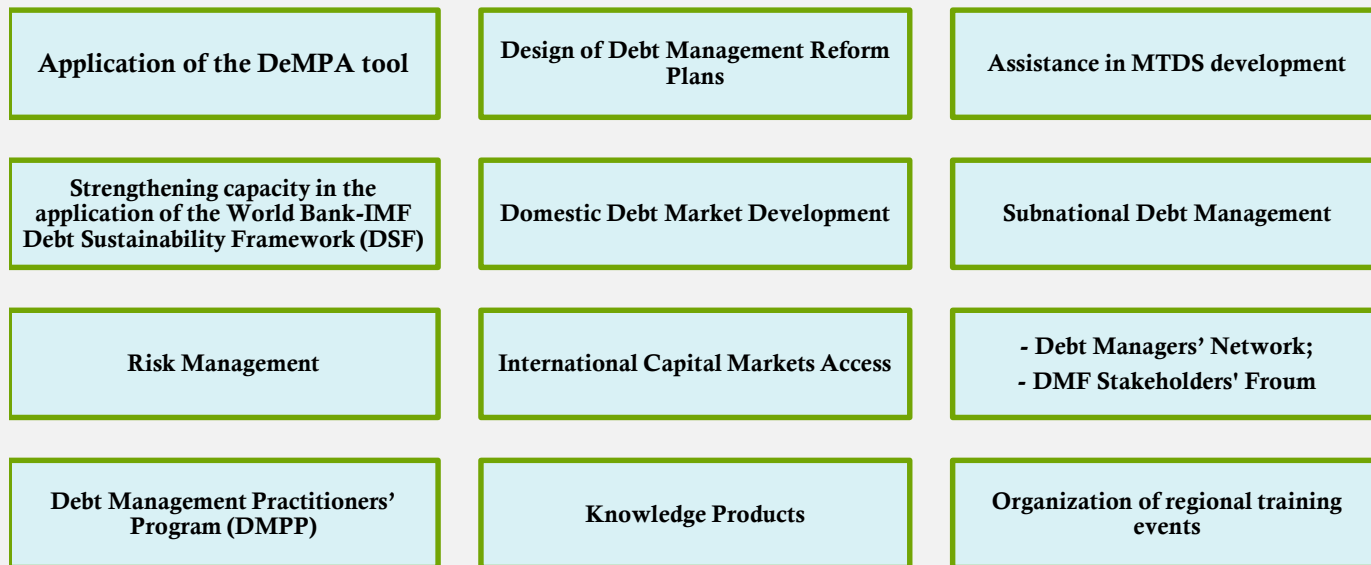 Application of the DeMPA tool
Design of Debt Management Reform
Plans
Assistance in MTDS development
Strengthening capacity in the
application of the World Bank-IMF
Debt Sustainability Framework (DSF)
Domestic Debt Market Development
Subnational Debt Management
Risk Management
International Capital Markets Access
- Debt Managers’ Network;
- DMF Stakeholders' Froum
Debt Management Practitioners’
Program (DMPP)
Knowledge Products
Organization of regional training
events